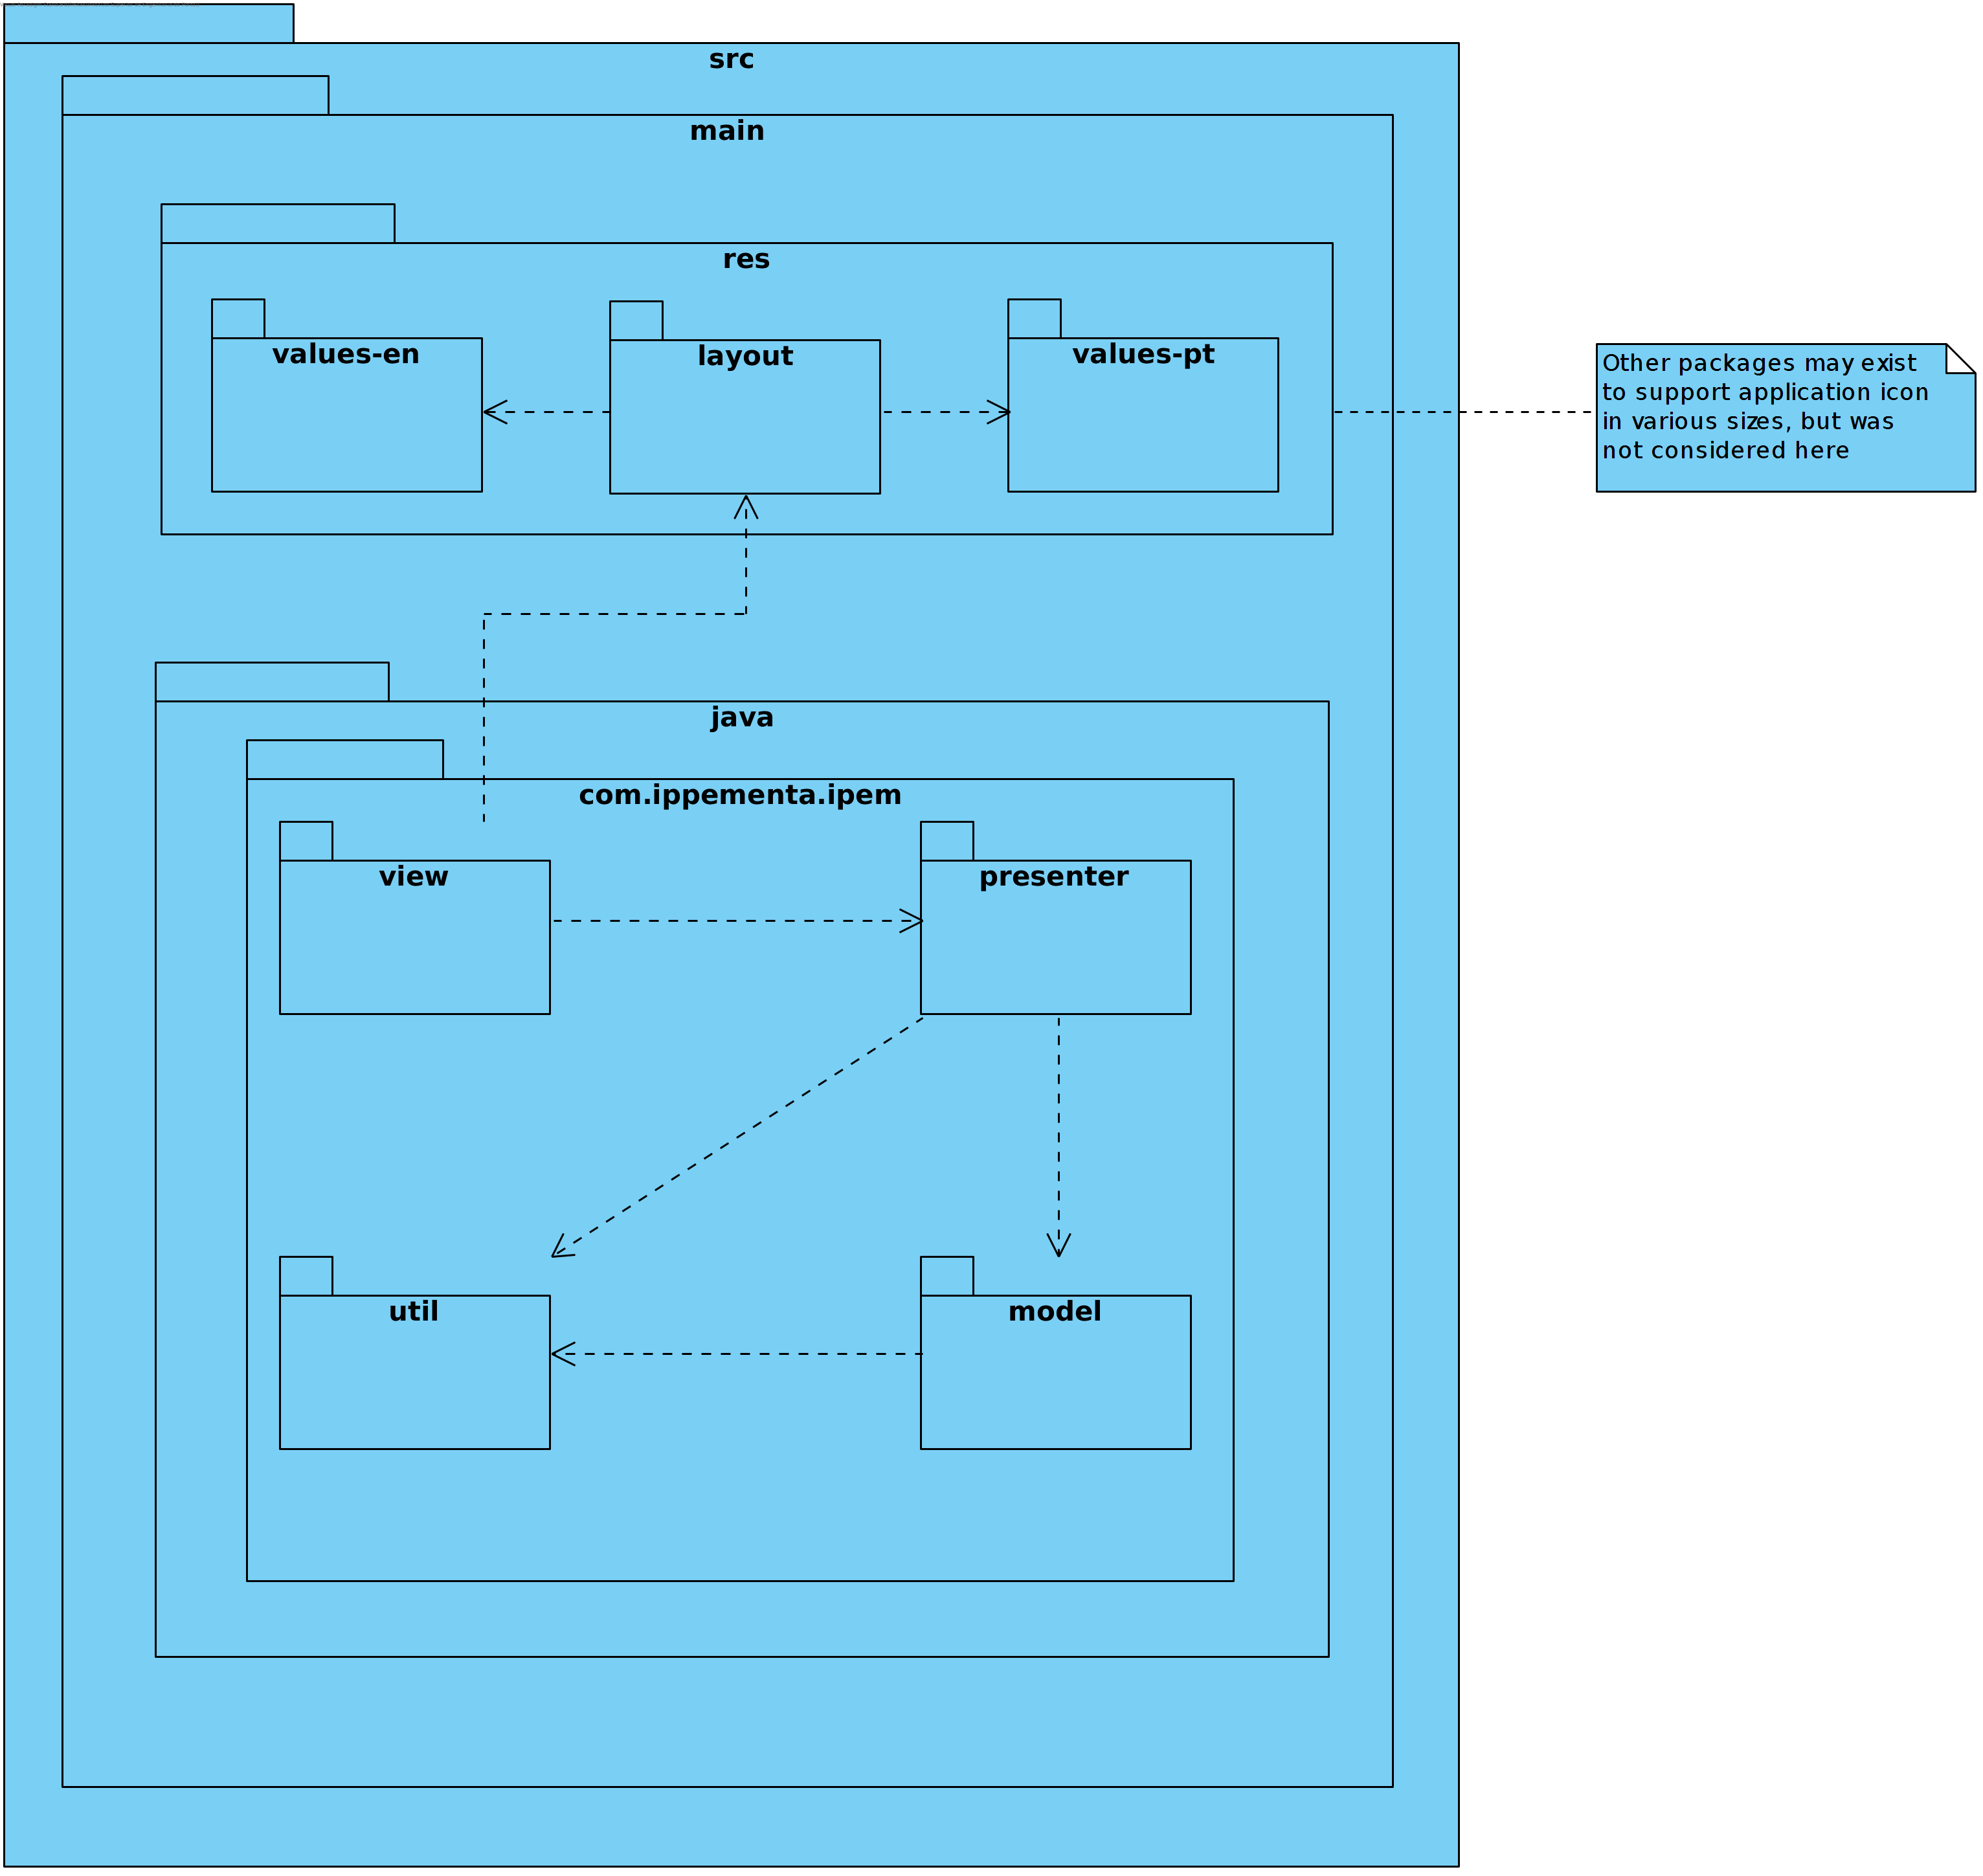 src
main
res
values-en
layout
values-pt
Other packages may exist
to support application icon
in various sizes, but was
not considered here
java
com.ippementa.ipem
view
presenter
util
model